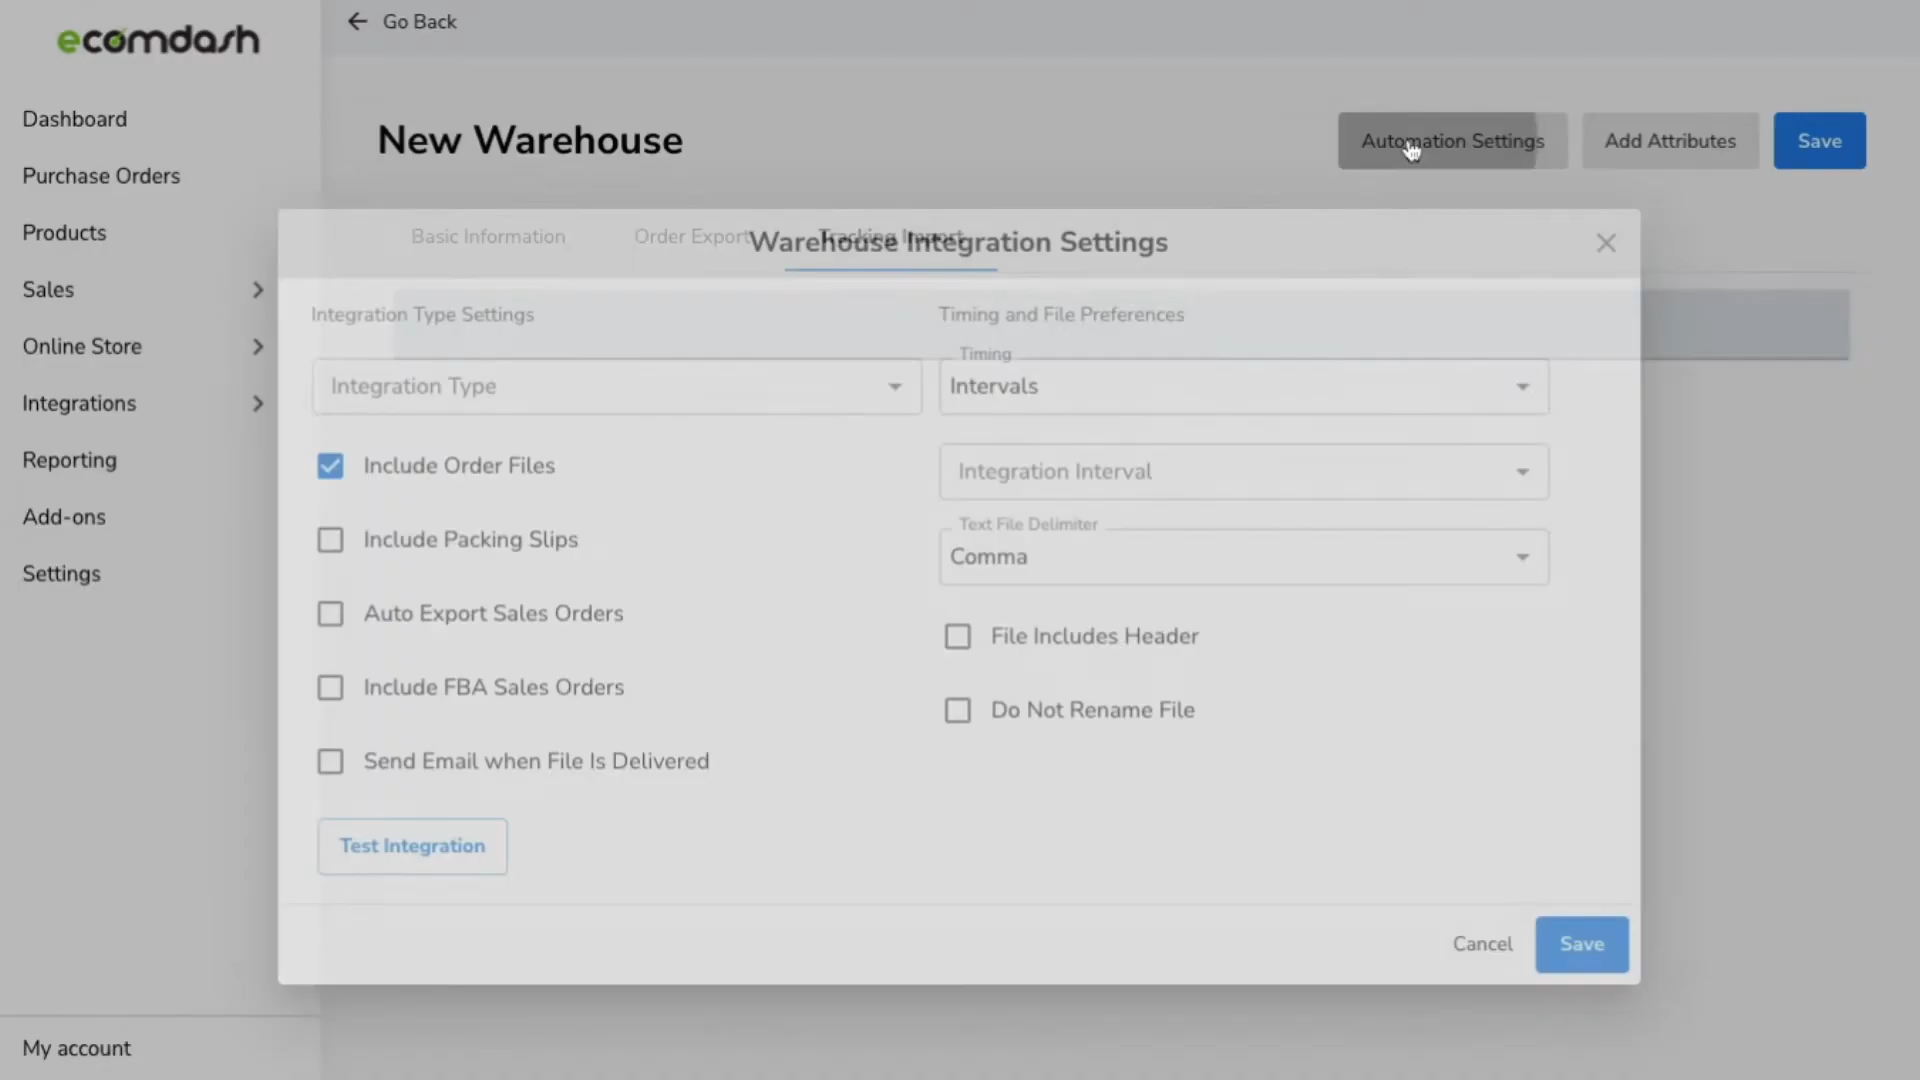 ecomdash
Go Back
Dashboard
Purchase Orders
Products
Sales
Online Store
Integrations
Reporting
Add-ons
Settings
My account
New Warehouse
Automation Settings
Add Attributes
Save
Basic Information
Order Export
Tracking Import
Warehouse Integration Settings
Integration Type Settings
Integration Type
Include Order Files
Include Packing Slips
Auto Export Sales Orders
Include FBA Sales Orders
Send Email when File Is Delivered
Test Integration
Timing and File Preferences
Timing
Intervals
Integration Interval
Text File Delimiter
Comma
File Includes Header
Do Not Rename File
Cancel
Save